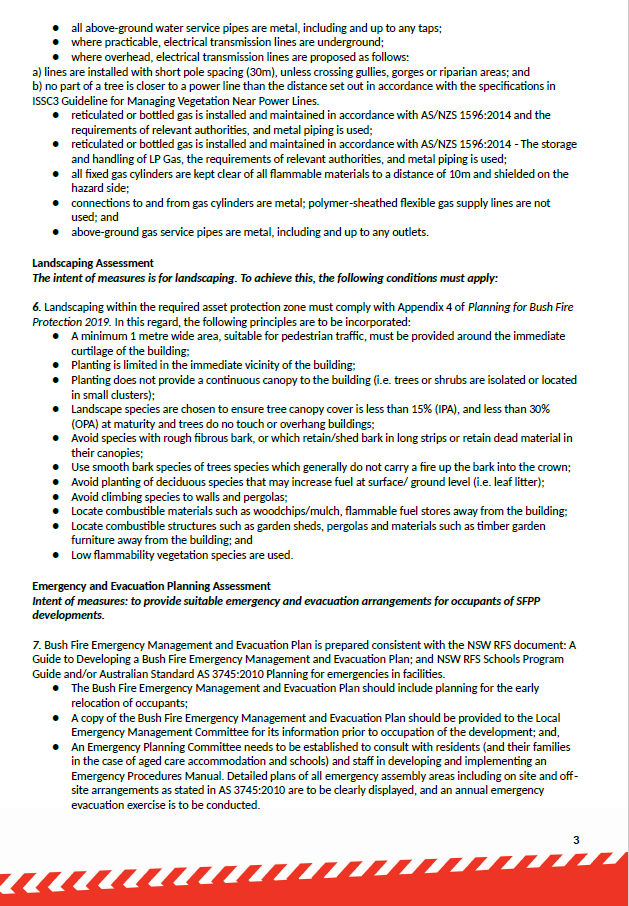 ● all above-ground water service pipes are metal, including and up to any taps;
● where practicable, electrical transmission lines are underground;
● where overhead, electrical transmission lines are proposed as follows:
a) lines are installed with short pole spacing (30m), unless crossing gullies, gorges or riparian areas; and
b) no part of a tree is closer to a power line than the distance set out in accordance with the specifications in
ISSC3 Guideline for Managing Vegetation Near Power Lines.
● reticulated or bottled gas is installed and maintained in accordance with AS/NZS 1596:2014 and the
requirements of relevant authorities, and metal piping is used;
● reticulated or bottled gas is installed and maintained in accordance with AS/NZS 1596:2014 - The storage
and handling of LP Gas, the requirements of relevant authorities, and metal piping is used;
● all fixed gas cylinders are kept clear of all flammable materials to a distance of 10m and shielded on the
hazard side;
● connections to and from gas cylinders are metal; polymer-sheathed flexible gas supply lines are not
used; and
● above-ground gas service pipes are metal, including and up to any outlets.
Landscaping Assessment
The intent of measures is for landscaping. To achieve this, the following conditions must apply:
6. Landscaping within the required asset protection zone must comply with Appendix 4 of Planning for Bush Fire
Protection 2019. In this regard, the following principles are to be incorporated:
● A minimum 1 metre wide area, suitable for pedestrian traffic, must be provided around the immediate
curtilage of the building;
● Planting is limited in the immediate vicinity of the building;
● Planting does not provide a continuous canopy to the building (i.e. trees or shrubs are isolated or located
in small clusters);
● Landscape species are chosen to ensure tree canopy cover is less than 15% (IPA), and less than 30%
(OPA) at maturity and trees do no touch or overhang buildings;
● Avoid species with rough fibrous bark, or which retain/shed bark in long strips or retain dead material in
their canopies;
● Use smooth bark species of trees species which generally do not carry a fire up the bark into the crown;
● Avoid planting of deciduous species that may increase fuel at surface/ ground level (i.e. leaf litter);
● Avoid climbing species to walls and pergolas;
● Locate combustible materials such as woodchips/mulch, flammable fuel stores away from the building;
● Locate combustible structures such as garden sheds, pergolas and materials such as timber garden
furniture away from the building; and
● Low flammability vegetation species are used.
Emergency and Evacuation Planning Assessment
Intent of measures: to provide suitable emergency and evacuation arrangements for occupants of SFPP
developments.
7. Bush Fire Emergency Management and Evacuation Plan is prepared consistent with the NSW RFS document: A
Guide to Developing a Bush Fire Emergency Management and Evacuation Plan; and NSW RFS Schools Program
Guide and/or Australian Standard AS 3745:2010 Planning for emergencies in facilities.
● The Bush Fire Emergency Management and Evacuation Plan should include planning for the early
relocation of occupants;
● A copy of the Bush Fire Emergency Management and Evacuation Plan should be provided to the Local
Emergency Management Committee for its information prior to occupation of the development; and,
● An Emergency Planning Committee needs to be established to consult with residents (and their families
in the case of aged care accommodation and schools) and staff in developing and implementing an
Emergency Procedures Manual. Detailed plans of all emergency assembly areas including on site and off-
site arrangements as stated in AS 3745:2010 are to be clearly displayed, and an annual emergency
evacuation exercise is to be conducted.
3